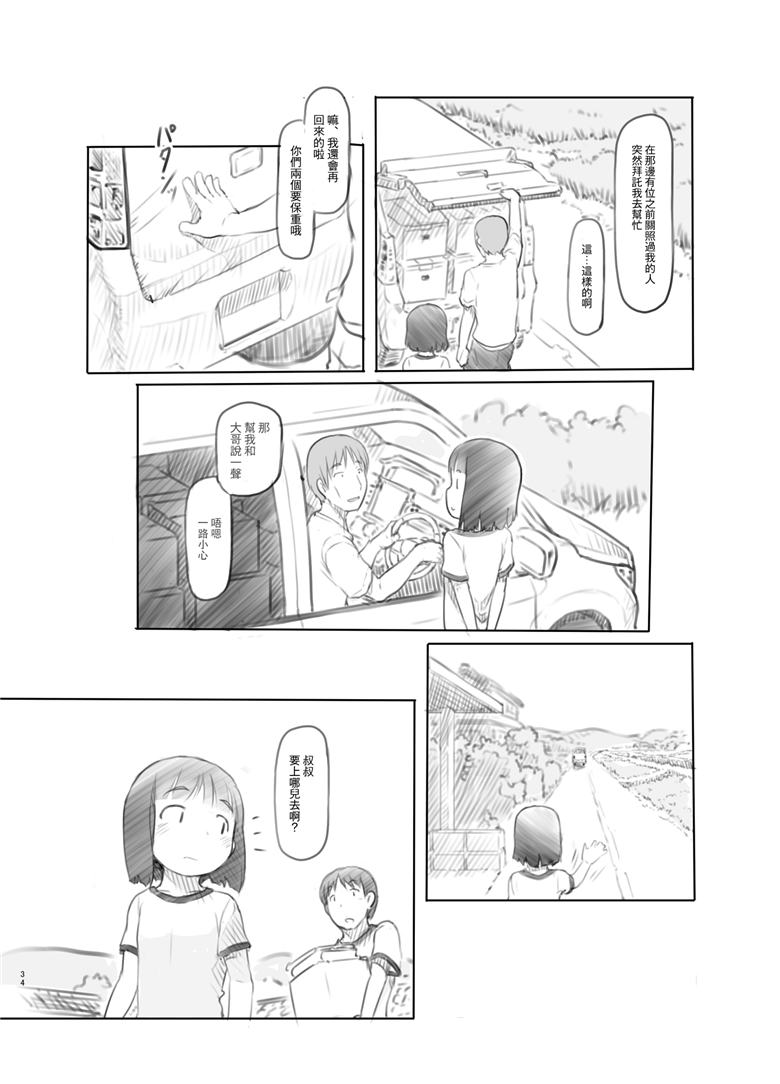 在那邊有位之前關照過我的人
突然拜託我去幫忙
這…這樣的啊
嘛、我還會再
回來的啦
你們兩個要保重哦
パタン
那
幫我和
大哥說一聲
唔嗯
一路小心
叔叔
要上哪兒去啊？
34